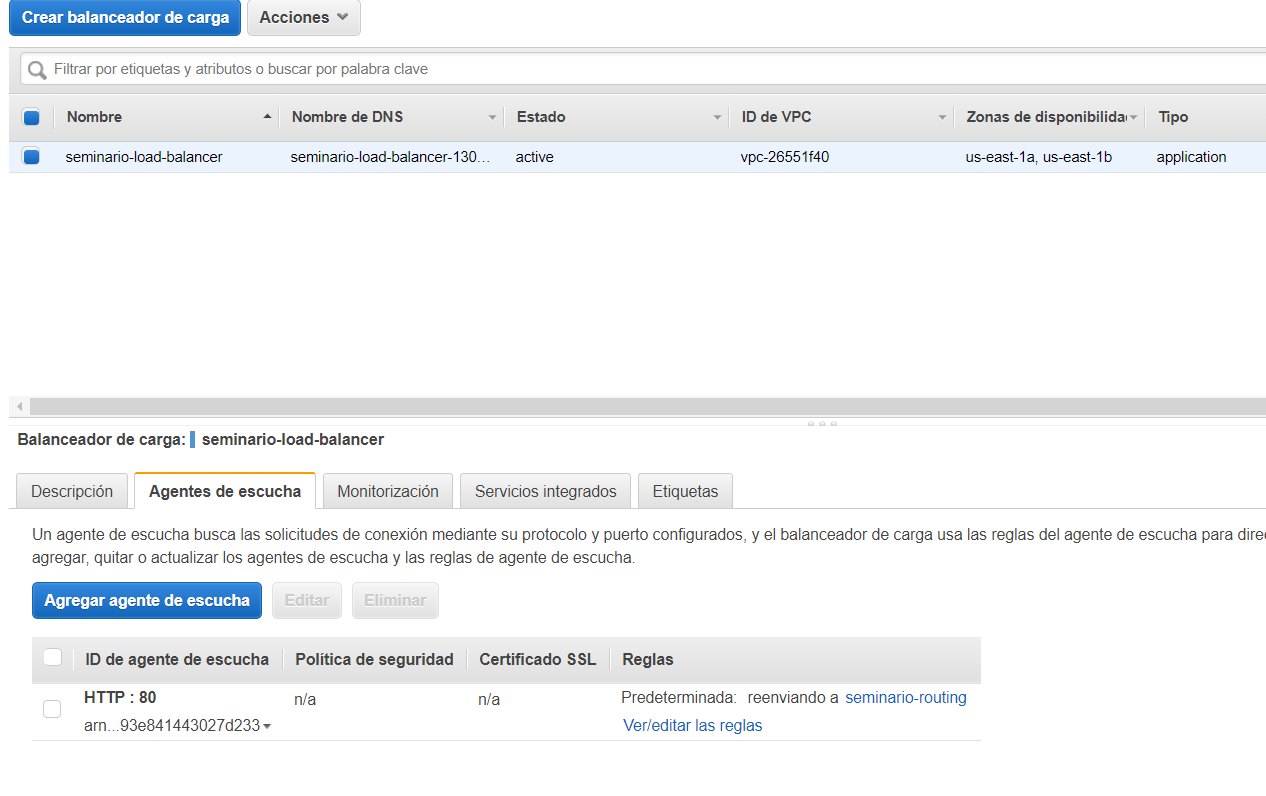 Crear balanceador de carga Acciones
Filtrar por etiquetas y atributos o buscar por palabra clave
Nombre Nombre de DNS Estado ID de VPC Zonas de disponibilida Tipo
seminario-load-balancer seminario-load-balancer-130... active vpc-26551f40 us-east-1a, us-east-1b application
Balanceador de carga: seminario-load-balancer
Descripción Agentes de escucha Monitorización Servicios integrados Etiquetas
Un agente de escucha busca las solicitudes de conexión mediante su protocolo y puerto configurados, y el balanceador de carga usa las reglas del agente de escucha para dire
agregar, quitar o actualizar los agentes de escucha y las reglas de agente de escucha.
Agregar agente de escucha Editar Eliminar
ID de agente de escucha Política de seguridad Certificado SSL Reglas
HTTP : 80 n/a n/a Predeterminada: reenviando a seminario-routing
arn...93e841443027d233 Ver/editar las reglas